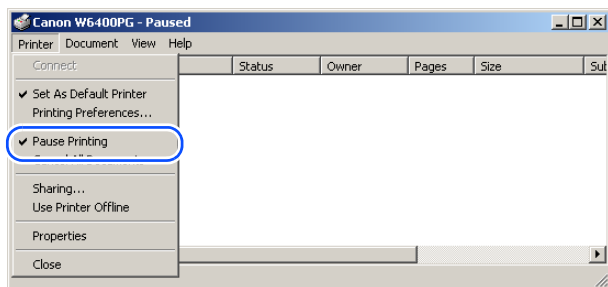 Canon W6400PG - Paused
Printer Document View Help
Status Owner Pages Size
Connect
Set As Default Printer
Printing Preferences...
Pause Printing
Sharing...
Use Printer Offline
Properties
Close